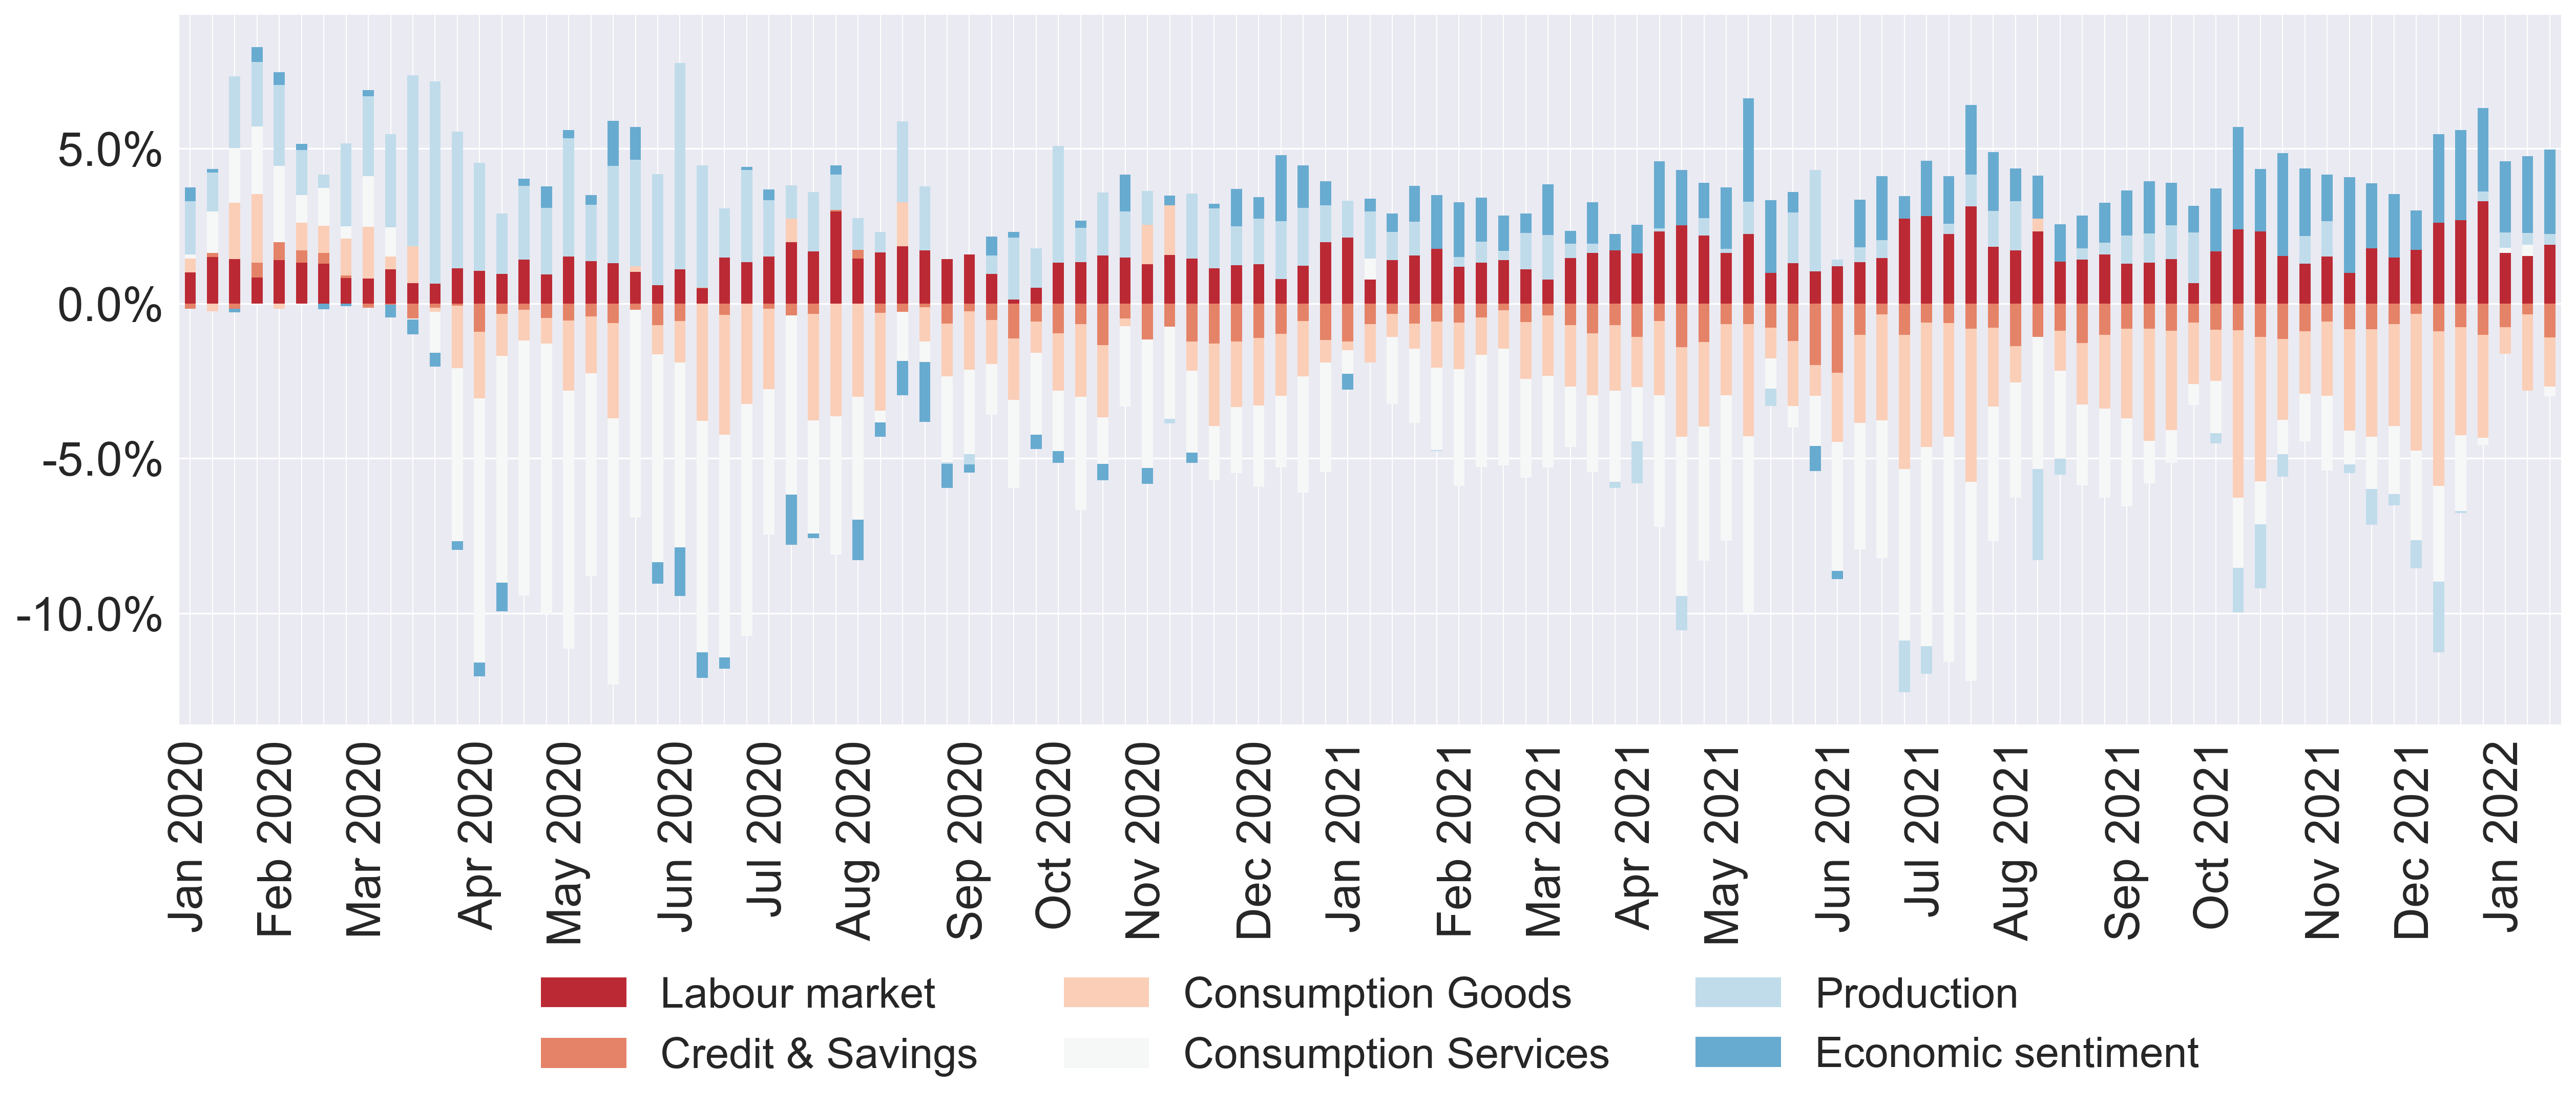 5.0%
0.0%
-5.0%
-10.0%
Jan 2020
Feb 2020
Mar 2020
Apr 2020
May 2020
Jun 2020
Jul 2020
Aug 2020
Sep 2020
Oct 2020
Nov 2020
Dec 2020
Jan 2021
Feb 2021
Mar 2021
Apr 2021
May 2021
Jun 2021
Jul 2021
Aug 2021
Sep 2021
Oct 2021
Nov 2021
Dec 2021
Jan 2022
Labour market
Credit & Savings
Consumption Goods
Consumption Services
Production
Economic sentiment